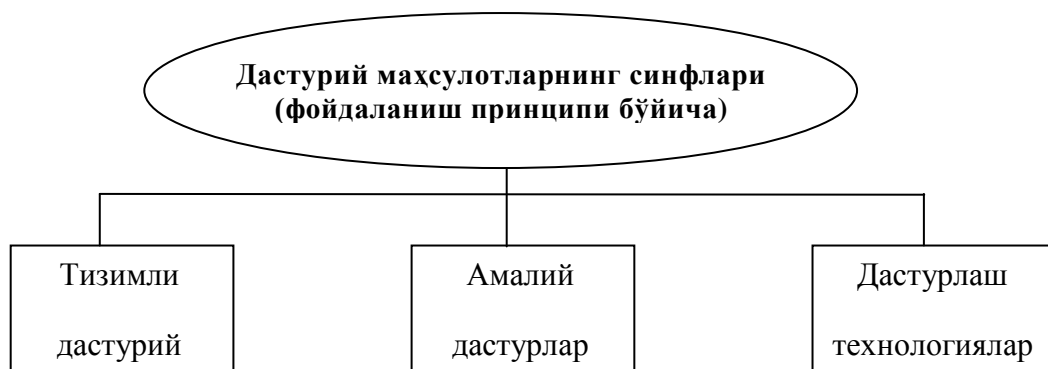 Дастурий маҳсулотларнинг синфлари
(фойдаланиш принципи бўйича)
Тизимли
дастурий
Амалий
дастурлар
Дастурлаш
технологиялар